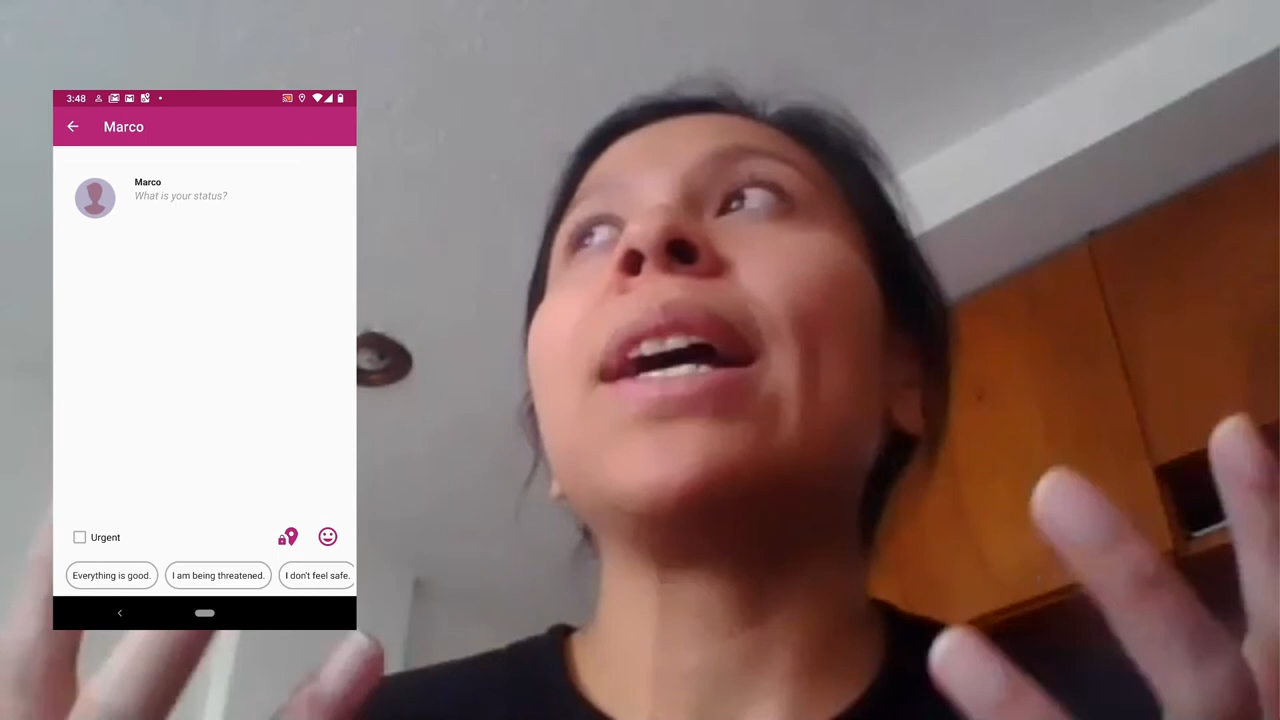 3:48
Marco
Marco
What is your status?
Urgent
Everything is good.
I am being threatened.
I don't feel safe.